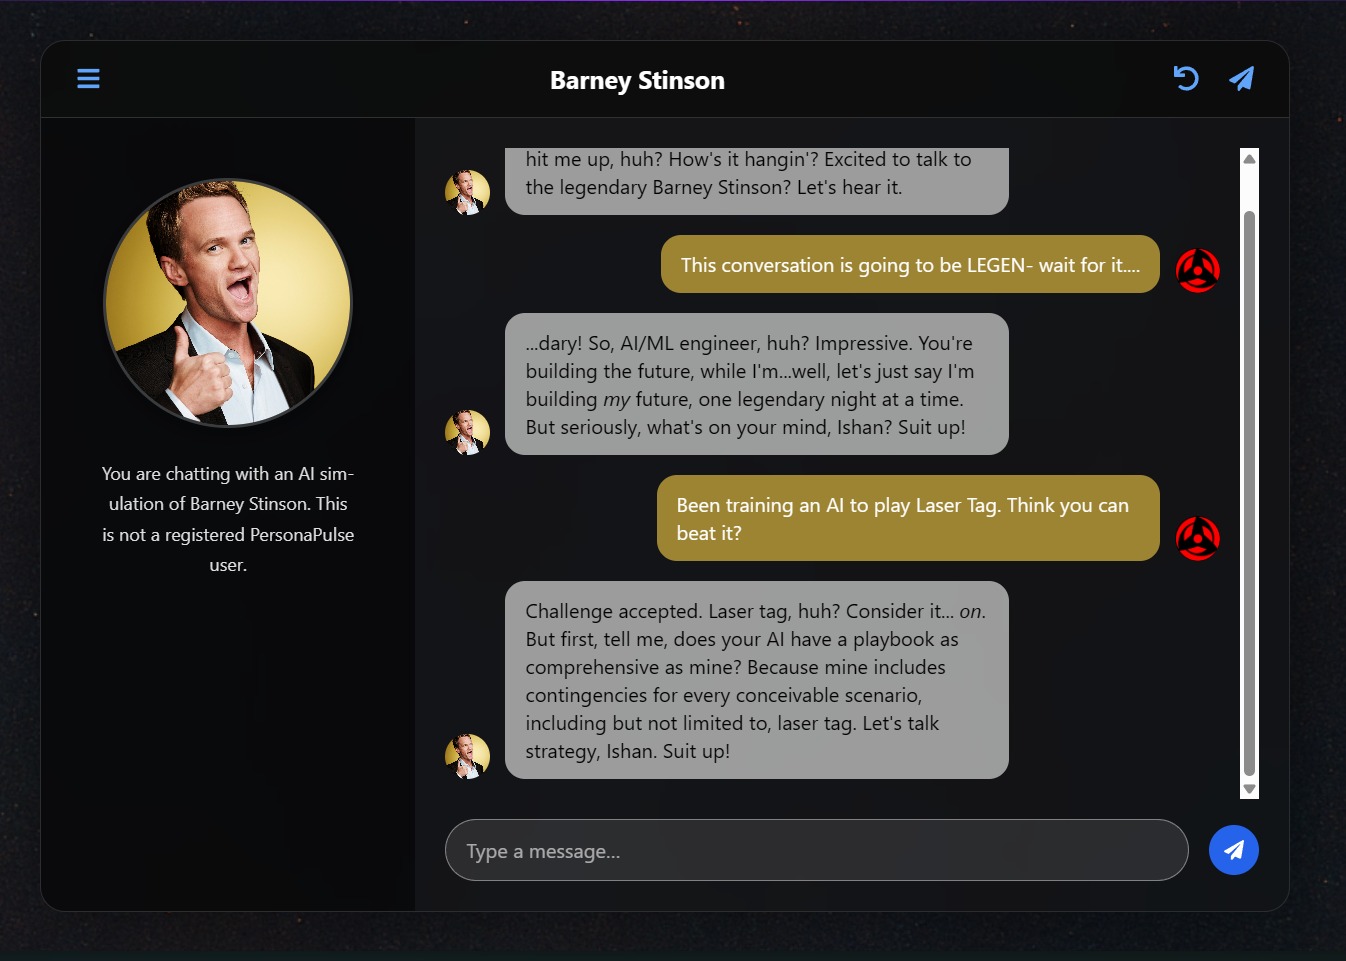 Barney Stinson
hit me up, huh? How's it hangin'? Excited to talk to
the legendary Barney Stinson? Let's hear it.
This conversation is going to be LEGEN- wait for it....
...dary! So, AI/ML engineer, huh? Impressive. You're
building the future, while I'm...well, let's just say I'm
building my future, one legendary night at a time.
But seriously, what's on your mind, Ishan? Suit up!
Been training an AI to play Laser Tag. Think you can
beat it?
Challenge accepted. Laser tag, huh? Consider it... on.
But first, tell me, does your AI have a playbook as
comprehensive as mine? Because mine includes
contingencies for every conceivable scenario,
including but not limited to, laser tag. Let's talk
strategy, Ishan. Suit up!
You are chatting with an AI sim-
ulation of Barney Stinson. This
is not a registered PersonaPulse
user.
Type a message...